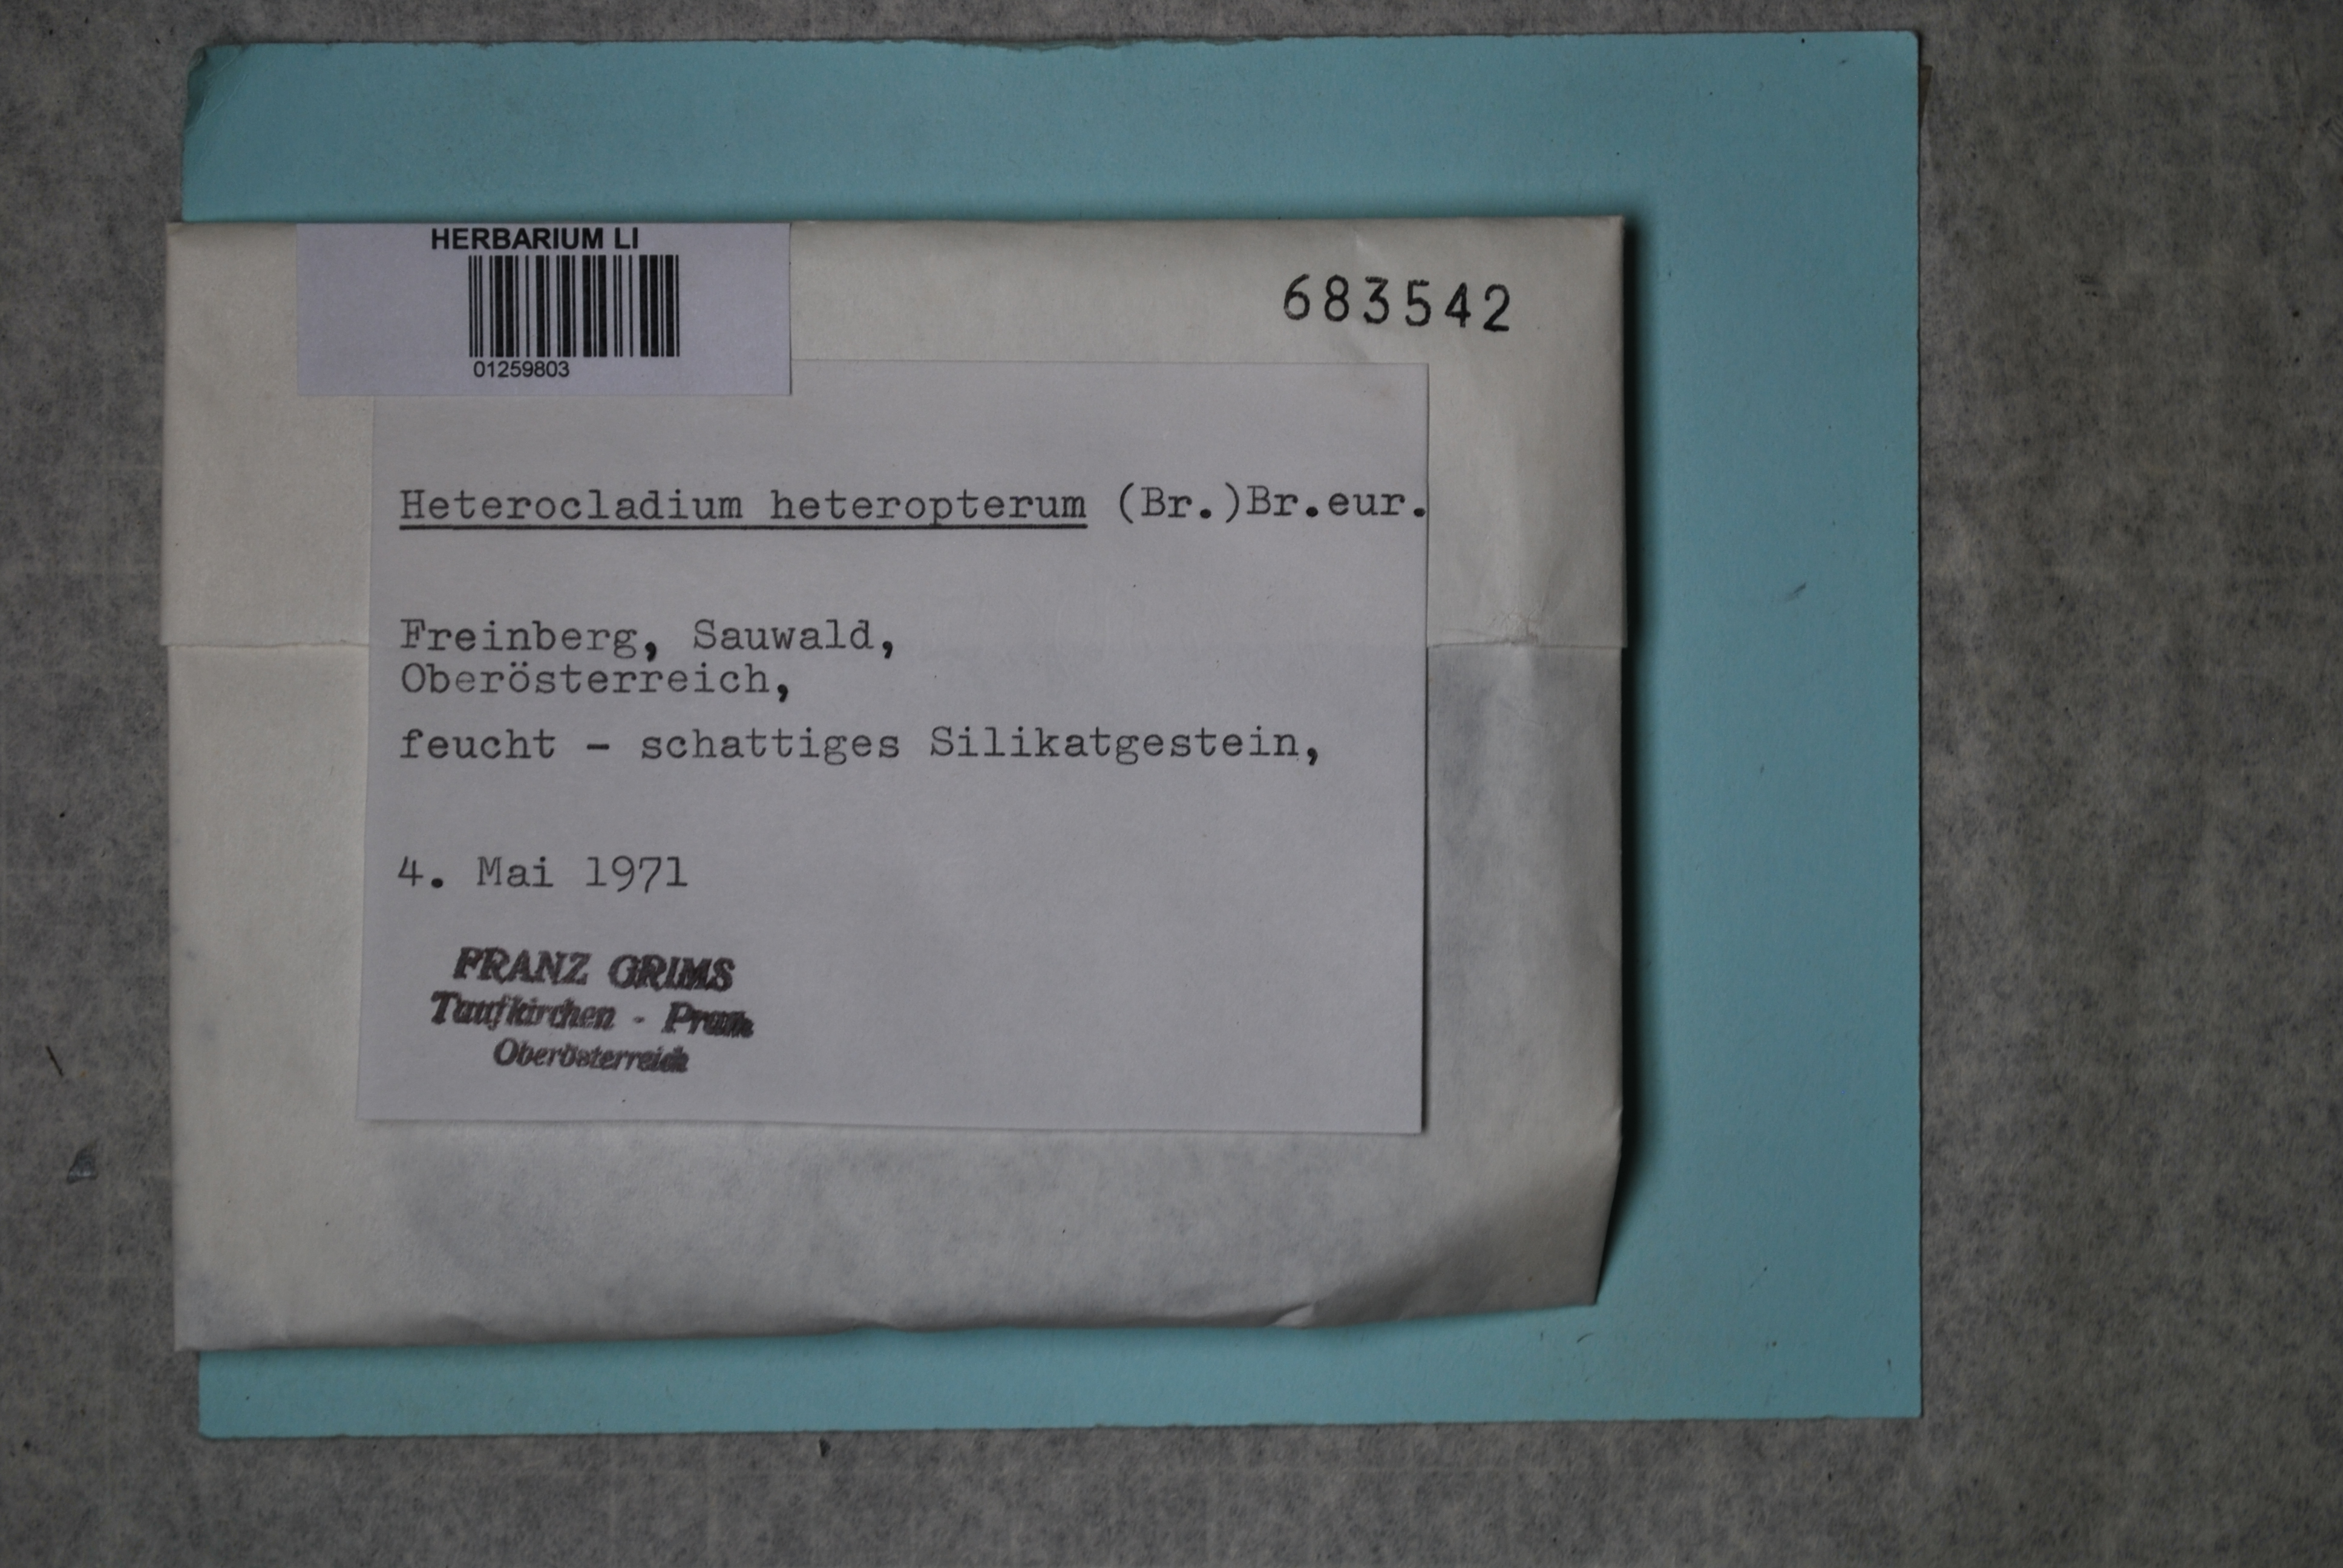 HERBARIUM LI
01259803
683542
Heterocladium heteropterum (Br.)Br.eur.
Freinberg, Sauwald,
Oberösterreich,
feucht - schattiges Silikatgestein,
4. Mai 1971
FRANZ GRIMS
Taufkirchen - Pram
Oberösterreich